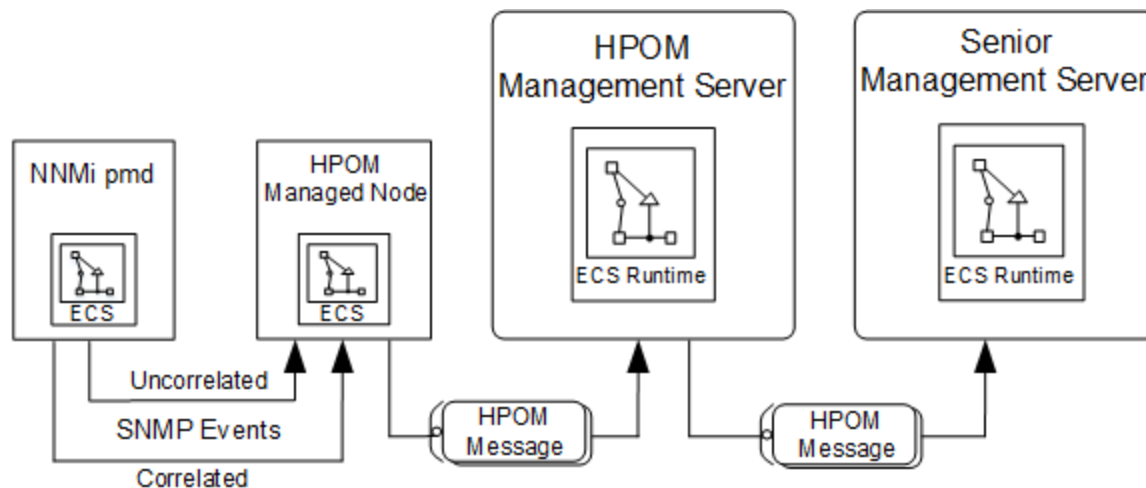 HPOM
Management Server
Senior
Management Server
NNMi pmd
HPOM
Managed Node
ECS
ECS
ECS Runtime
ECS Runtime
Uncorrelated
SNMP Events
Correlated
HPOM
Message
HPOM
Message